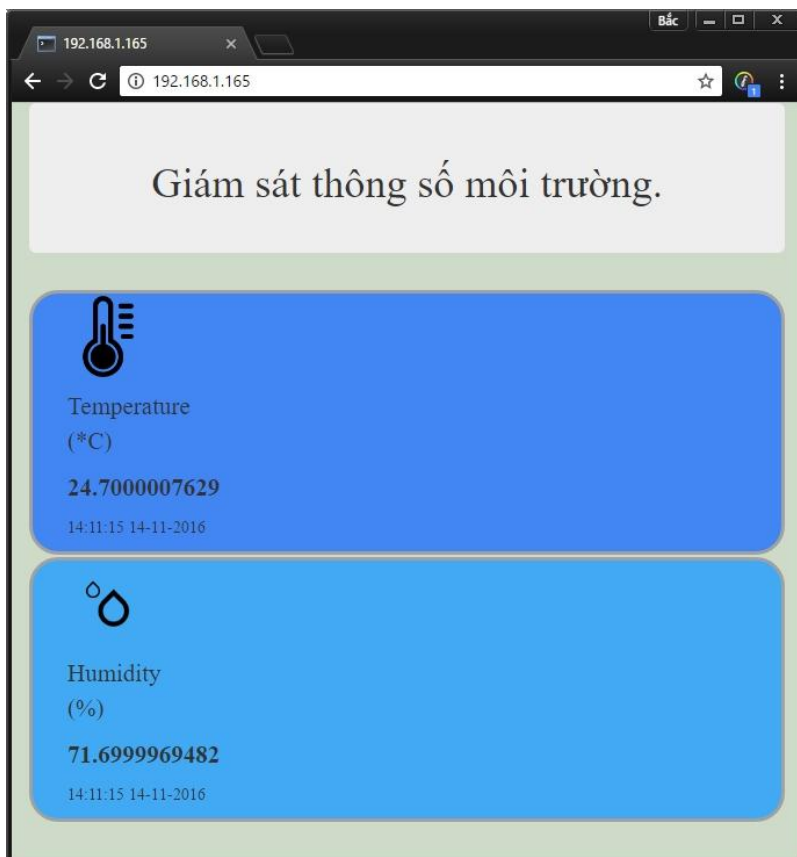 Bắc
192.168.1.165
192.168.1.165
1
Giám sát thông số môi trường.
Temperature
(*C)
24.7000007629
14:11:15 14-11-2016
Humidity
(%)
71.6999969482
14:11:15 14-11-2016